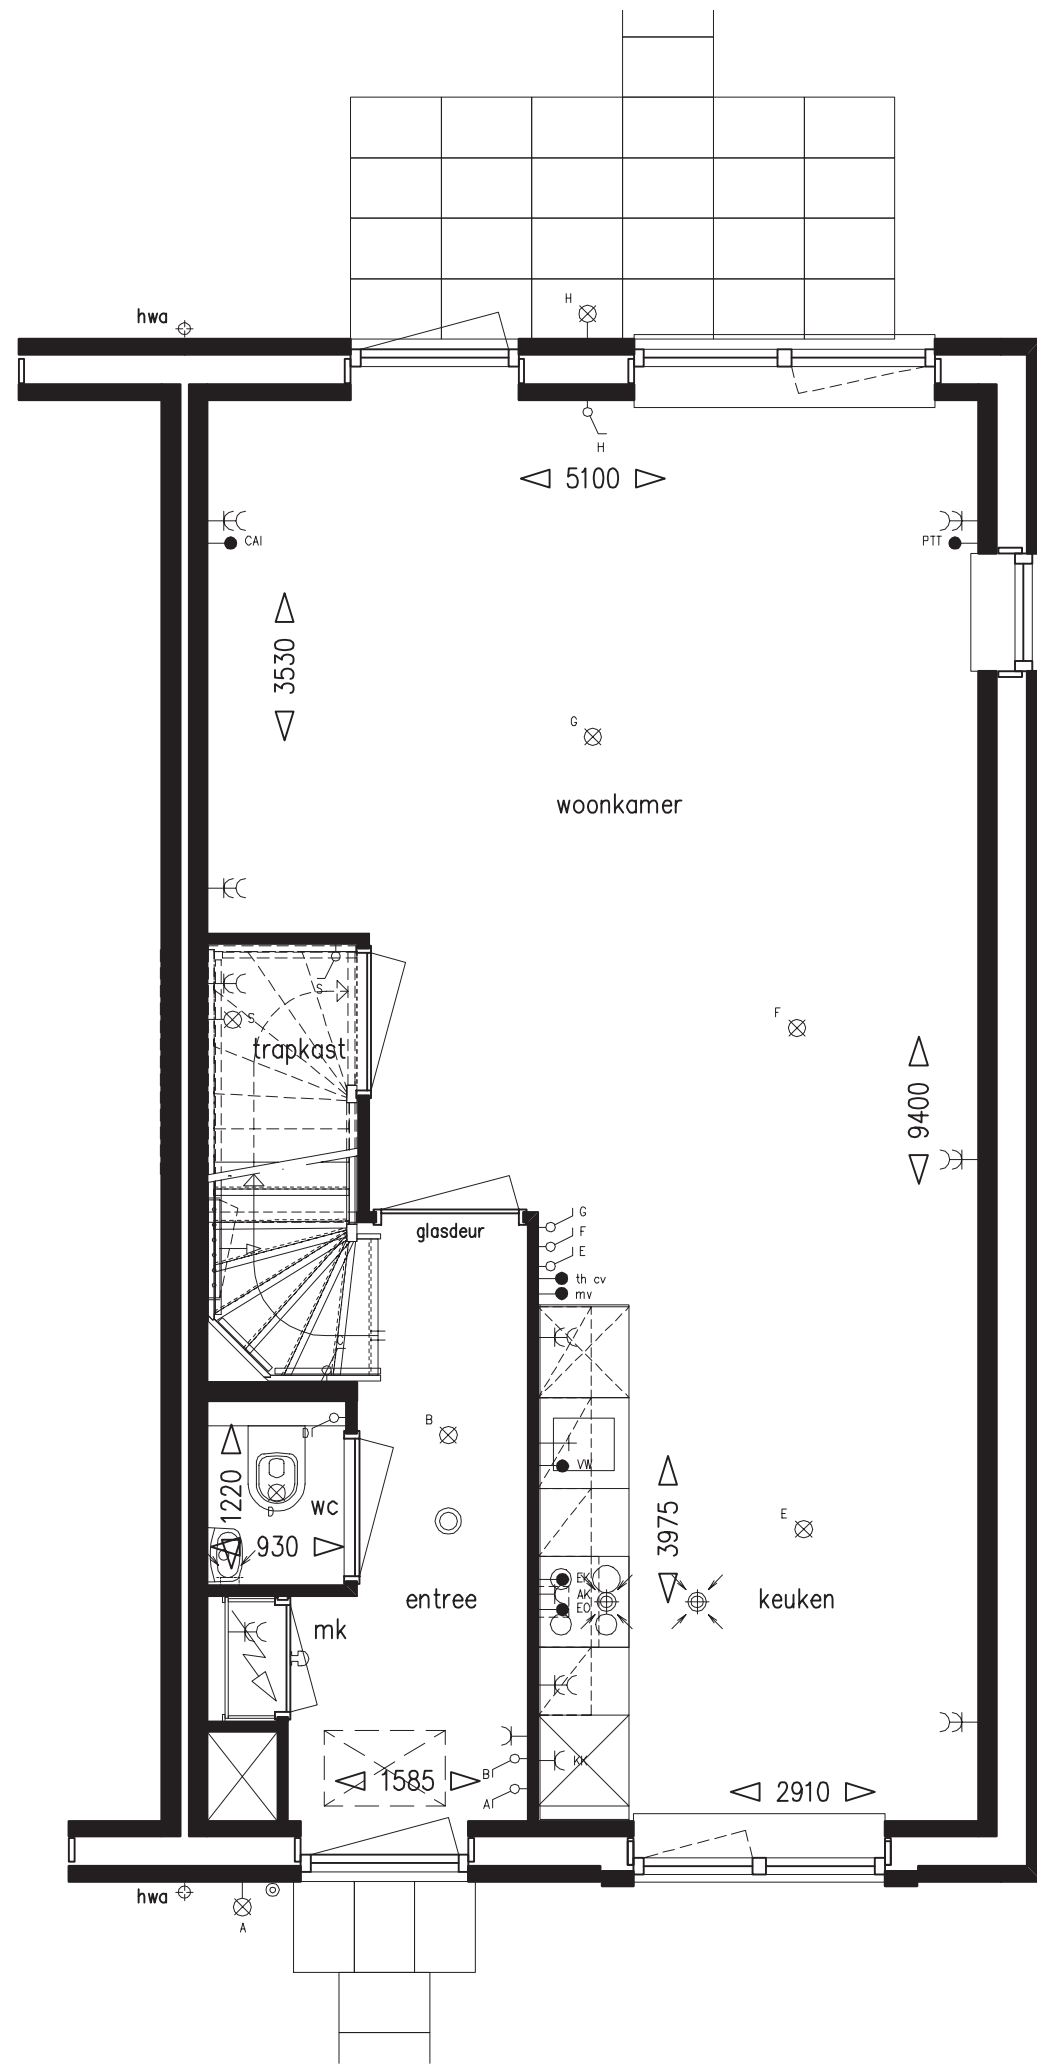 H
hwa
H
5100
CAI
PTT
3530
G
woonkamer
S
S
F
trapkast
9400
G
glasdeur
F
E
th cv
mv
C
B
D
VW
1220
WC
D
3975
E
930
EK
AK
entree
keuken
EO
mk
KK
B
1585
2910
A
hwa
A